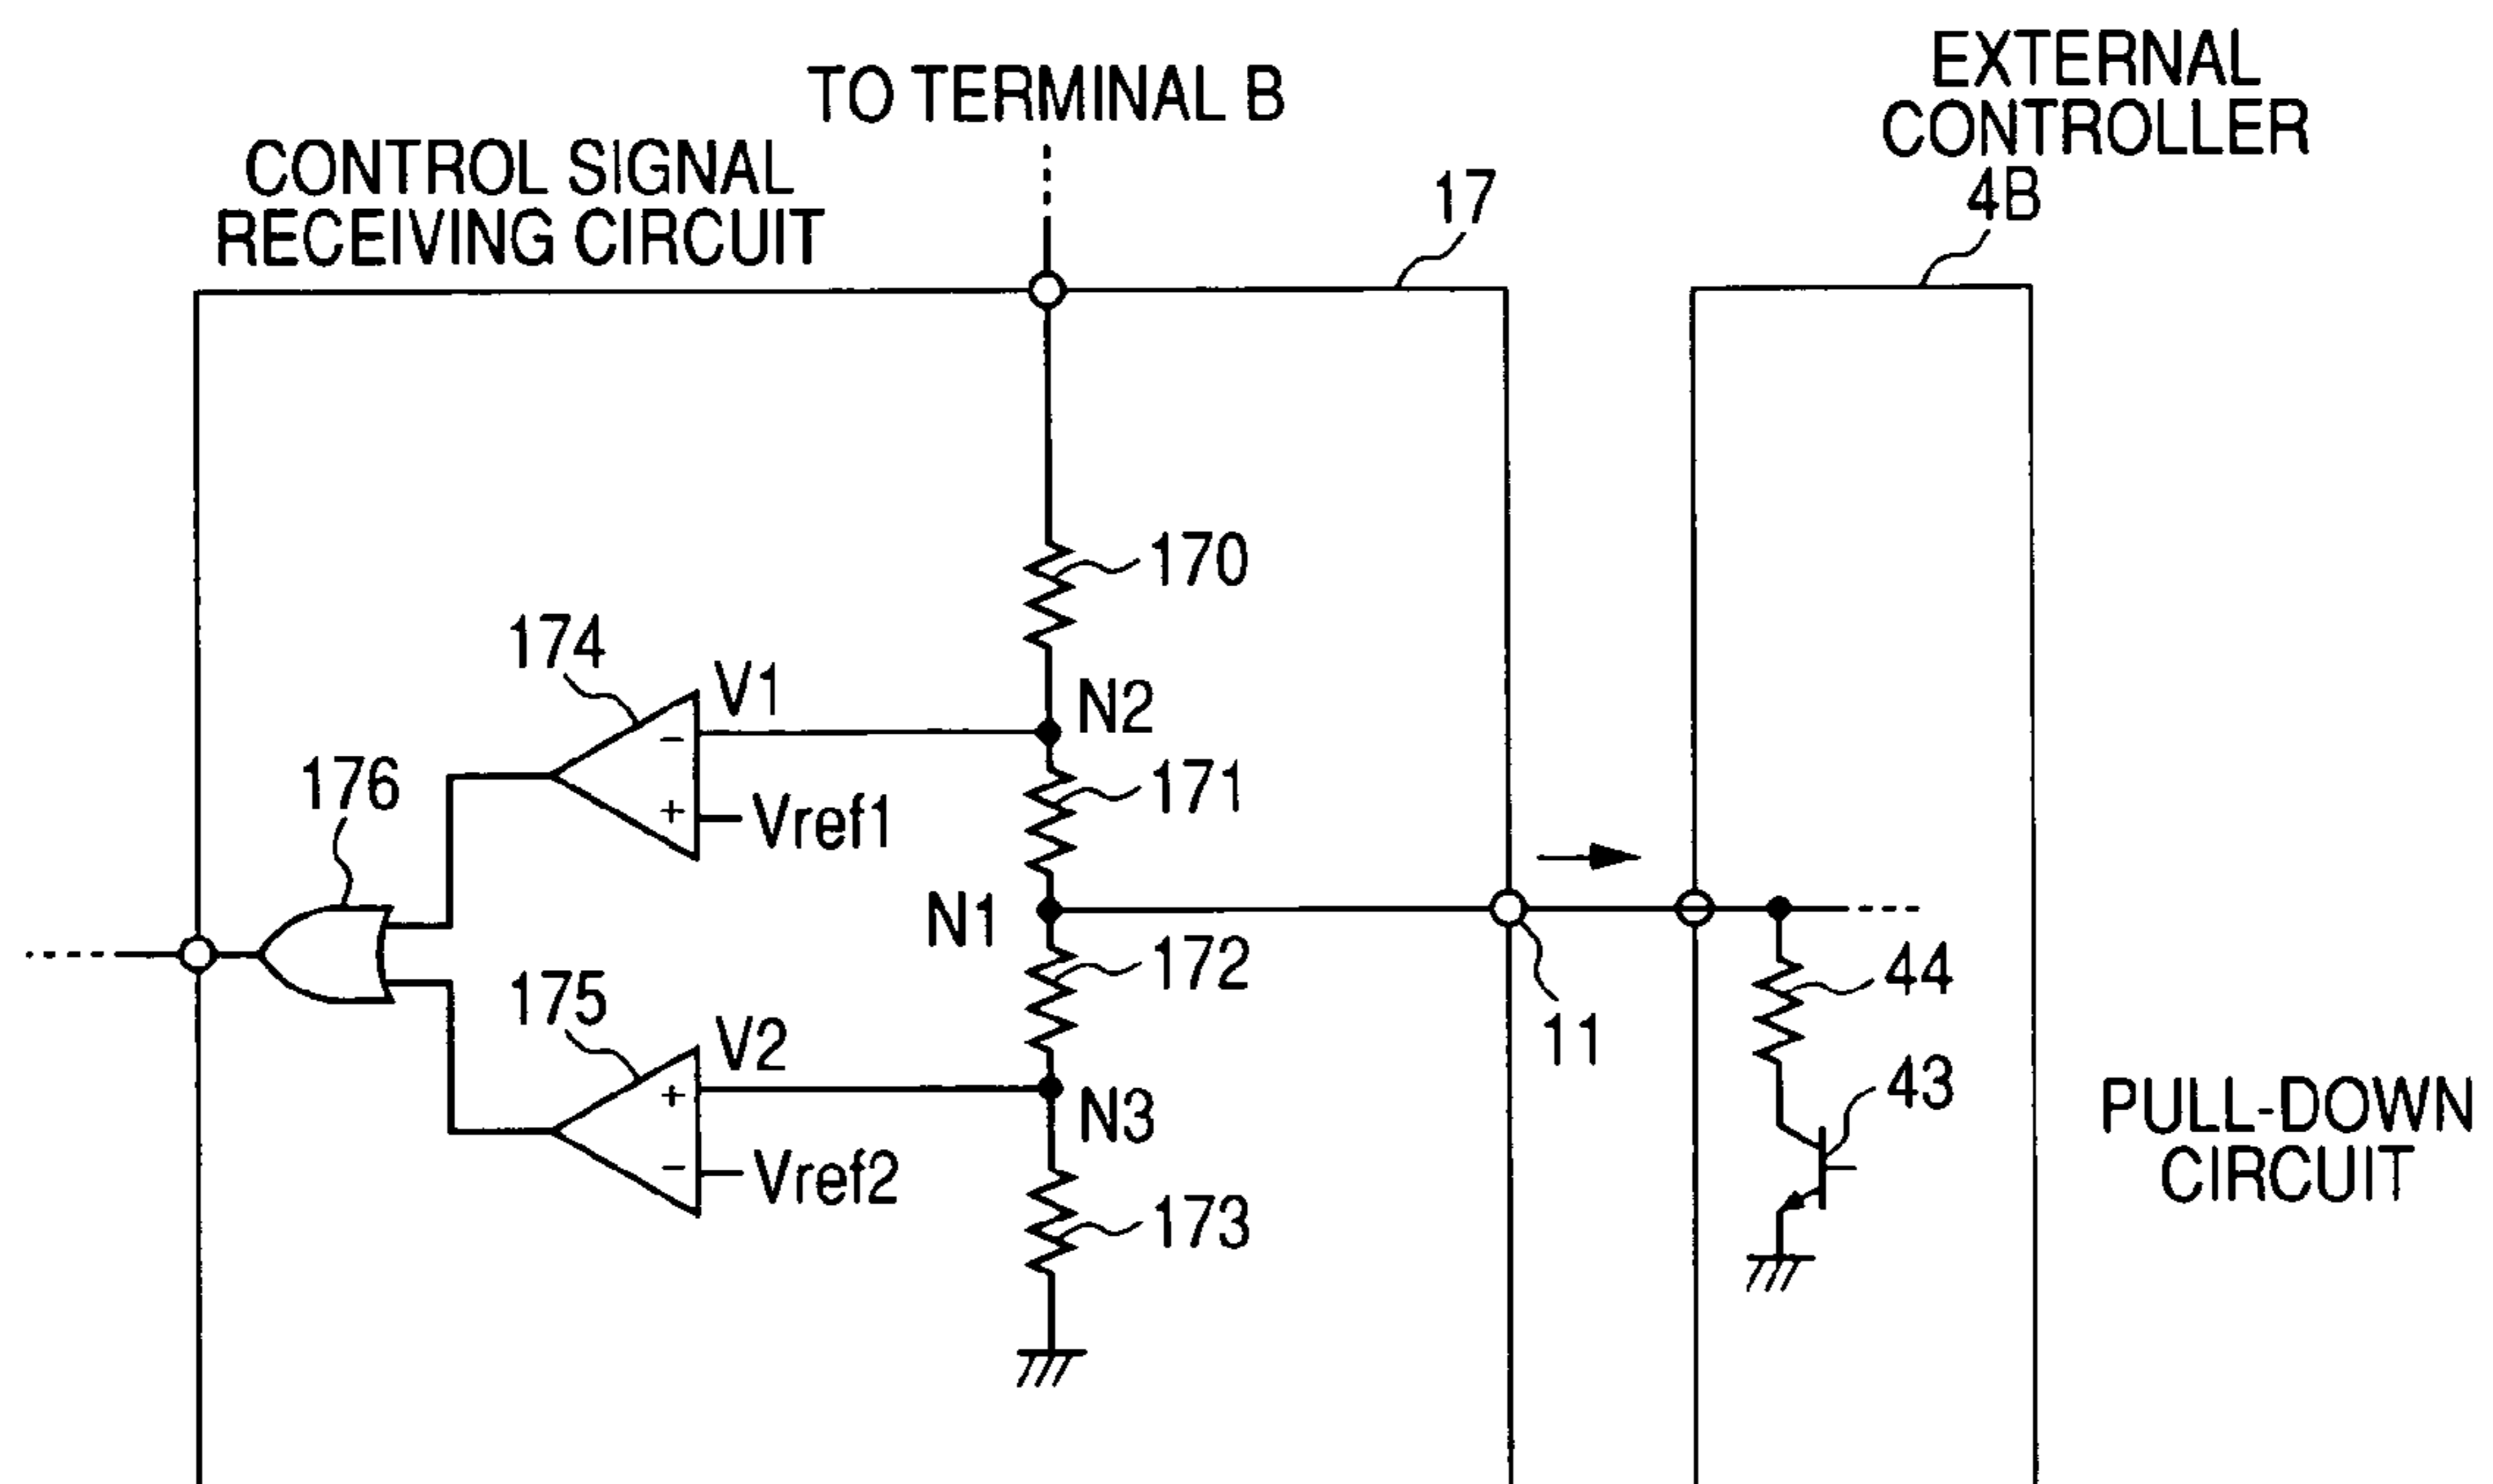 EXTERNAL
CONTROLLER
4B
TO TERMINAL B
CONTROL SIGNAL
RECEIVING CIRCUIT
17
170
174
V1
N2
-
176
171
+
Vref1
N1
172
44
175
V2
11
+
43
N3
PULL-DOWN
CIRCUIT
-
Vref2
173